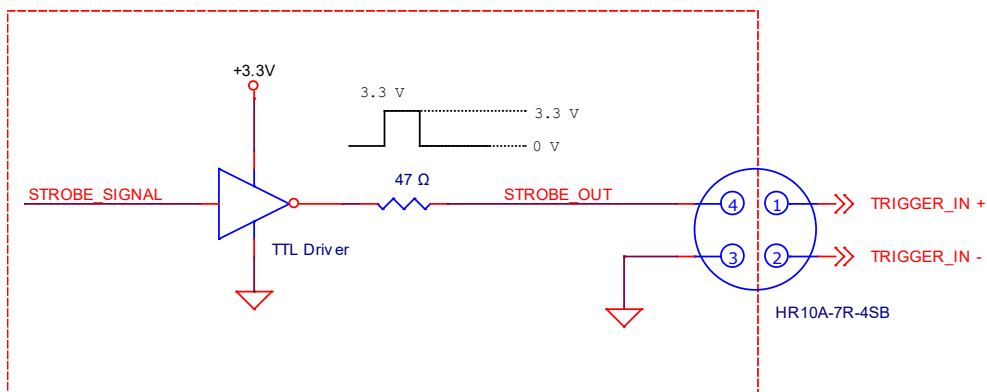 +3.3V
3.3 V
3.3 V
0 V
47 Ω
STROBE_SIGNAL
STROBE_OUT
4
1
TRIGGER_IN +
TTL Driver
3
2
TRIGGER_IN -
HR10A-7R-4SB